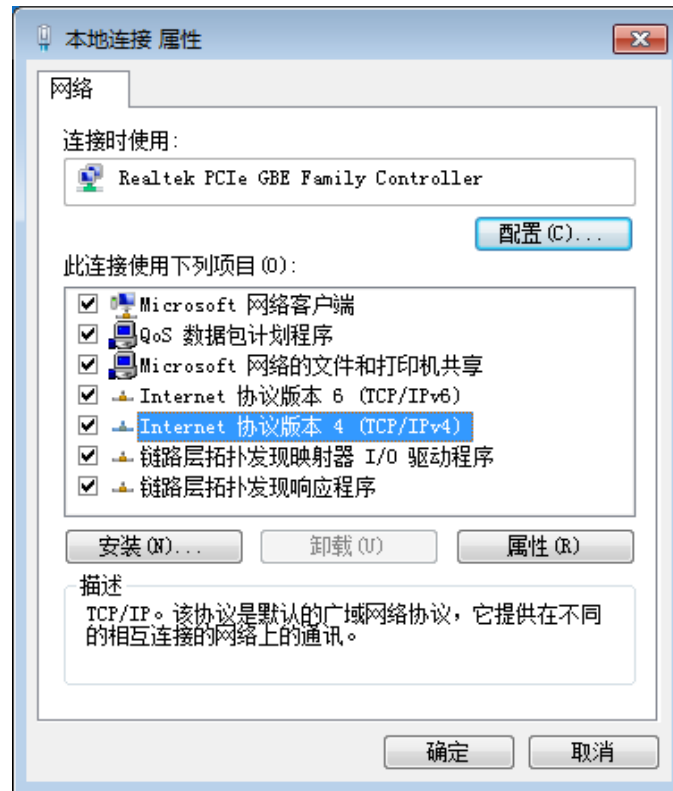 本地连接 属性
网络
连接时使用:
Realtek PCIe GBE Family Controller
配置(C)...
此连接使用下列项目(O):
Microsoft 网络客户端
QoS 数据包计划程序
Microsoft 网络的文件和打印机共享
Internet 协议版本 6 (TCP/IPv6)
Internet 协议版本 4 (TCP/IPv4)
链路层拓扑发现映射器 I/O 驱动程序
链路层拓扑发现响应程序
安装(N)... 卸载(U) 属性(R)
描述
TCP/IP。该协议是默认的广域网络协议，它提供在不同
的相互连接的网络上的通讯。
确定 取消